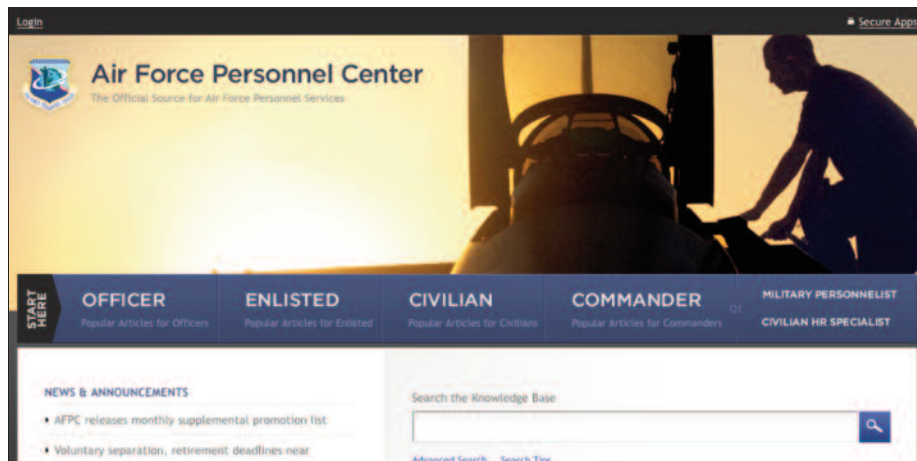 Login
Secure Apps
Air Force Personnel Center
The Official Source for Air Force Personnel Services
START HERE
OFFICER
Popular Articles for Officers
ENLISTED
Popular Articles for Enlisted
CIVILIAN
Popular Articles for Civilians
COMMANDER
Popular Articles for Commanders
or
MILITARY PERSONNELIST
CIVILIAN HR SPECIALIST
NEWS & ANNOUNCEMENTS
AFPC releases monthly supplemental promotion list
Voluntary separation, retirement deadlines near
Search the Knowledge Base
Advanced Search Search Tips